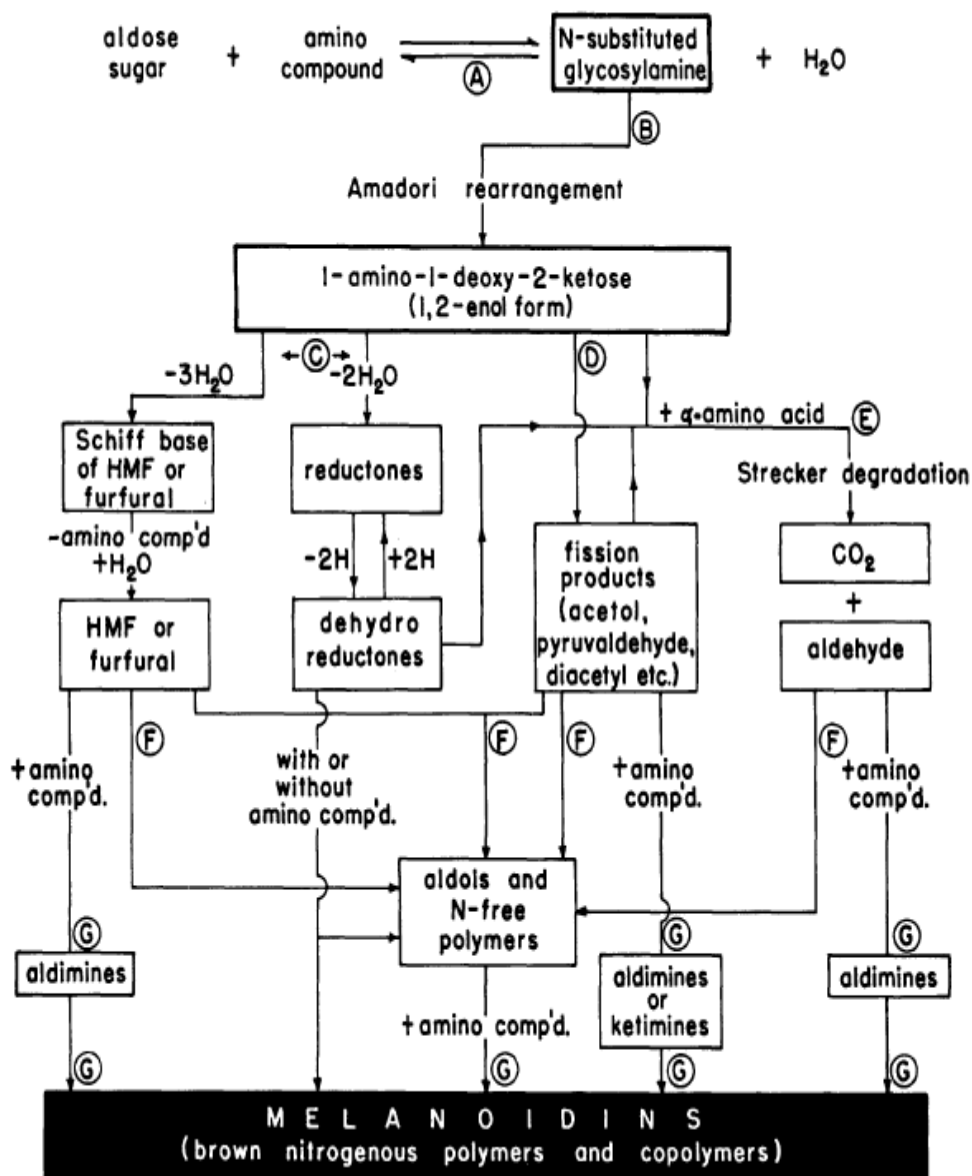 aldose
sugar
+
amino
compound
A
N-substituted
glycosylamine
+ H₂O
B
Amadori rearrangement
1-amino-1-deoxy-2-ketose
(1,2-enol form)
C
D
-3H₂O
-2H₂O
+ α-amino acid
E
Schiff base
of HMF or
furfural
reductones
Strecker degradation
-amino comp'd
+H₂O
-2H
+2H
fission
products
(acetol,
pyruvaldehyde,
diacetyl etc.)
CO₂
+
HMF or
furfural
dehydro
reductones
aldehyde
F
F
F
F
+amino
comp'd.
with or
without
amino comp'd.
+amino
comp'd.
+amino
comp'd.
aldols and
N-free
polymers
G
G
G
aldimines
aldimines
or
ketimines
aldimines
+amino comp'd.
G
G
G
G
MELANOIDINS
(brown nitrogenous polymers and copolymers)